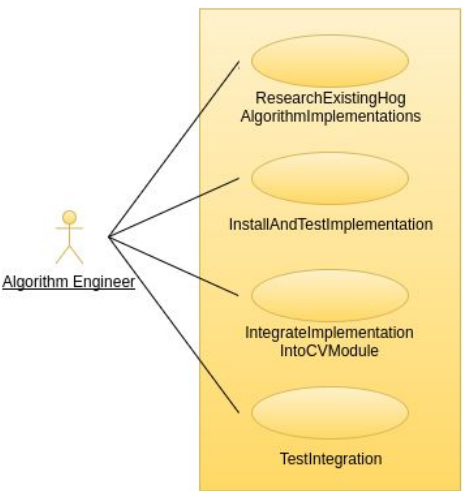 ResearchExistingHog
AlgorithmImplementations
InstallAndTestImplementation
Algorithm Engineer
IntegrateImplementation
IntoCVModule
TestIntegration